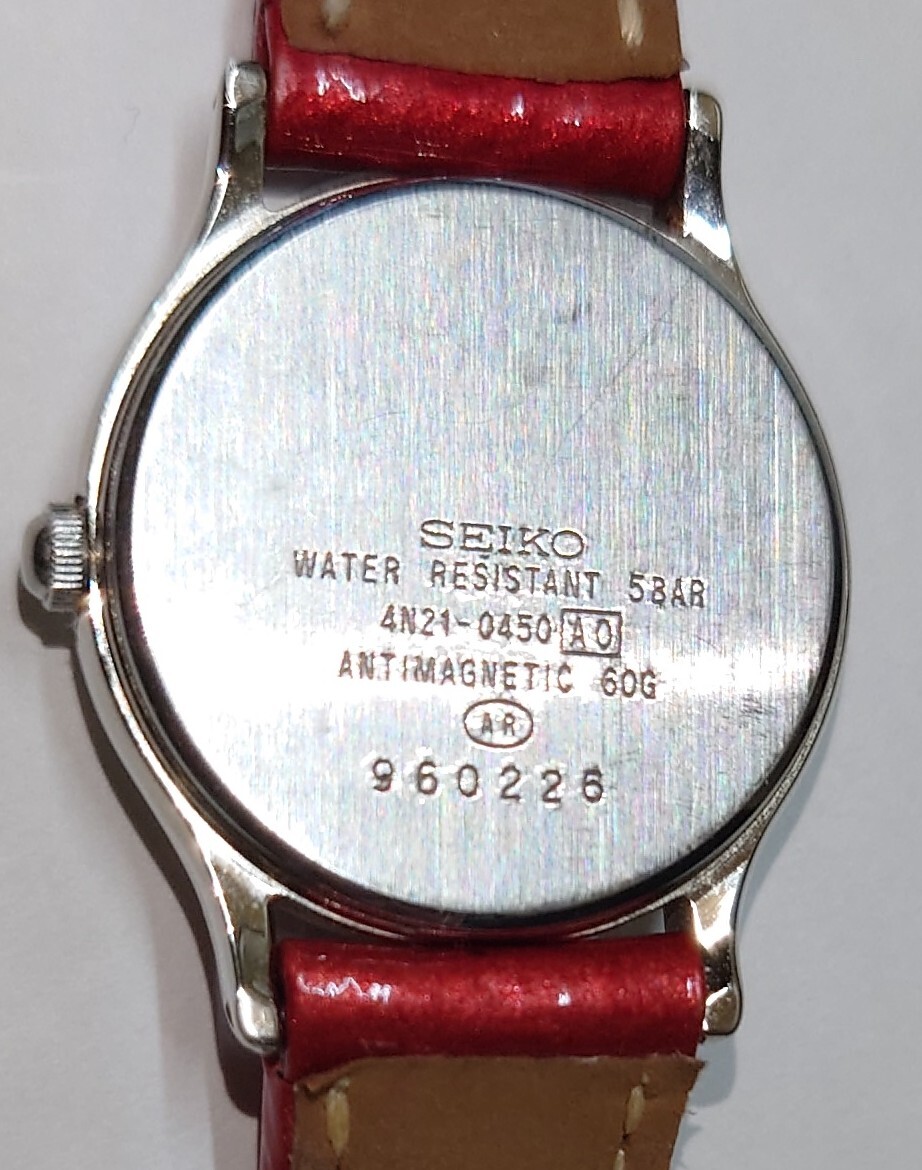 SEIKO
WATER RESISTANT 5BAR
4N21-0450 A0
ANTIMAGNETIC 60G
AR
960226